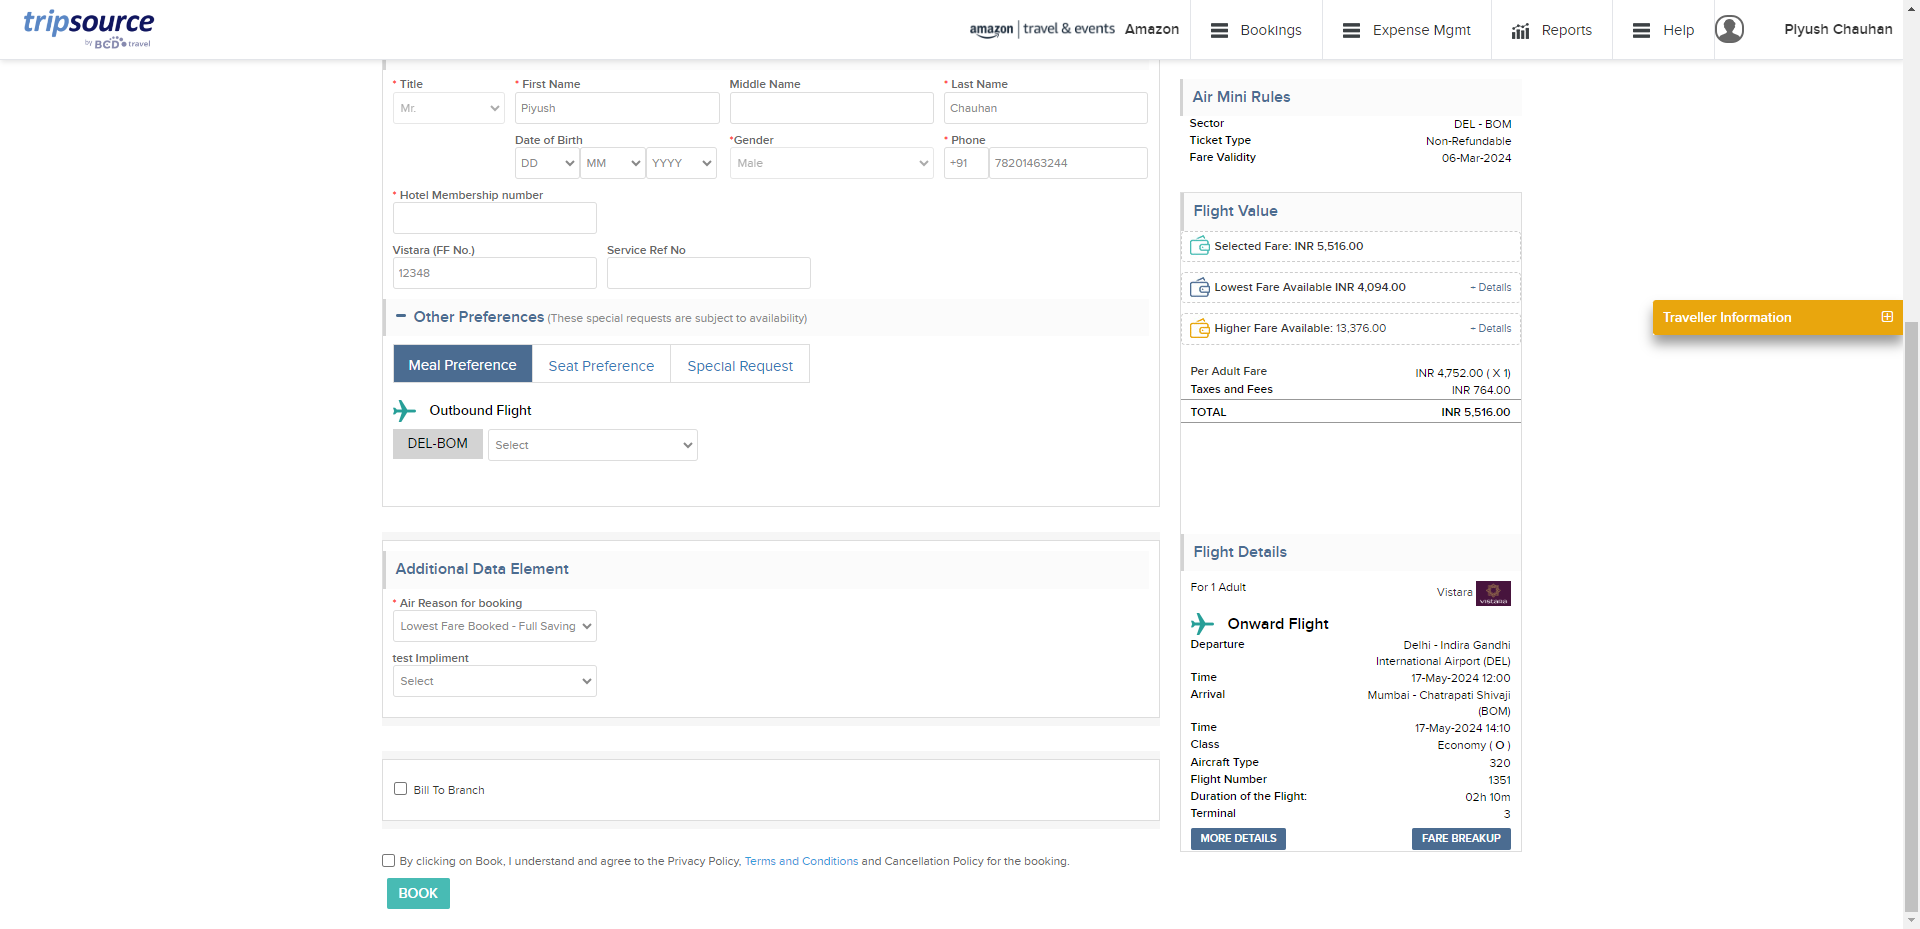 tripsource
by BCD travel
amazon | travel & events Amazon
Bookings
Expense Mgmt
Reports
Help
Piyush Chauhan
* Title
* First Name
Middle Name
* Last Name
Mr.
Piyush
Chauhan
Date of Birth
*Gender
* Phone
DD
MM
YYYY
Male
+91
78201463244
* Hotel Membership number
Vistara (FF No.)
Service Ref No
12348
Other Preferences (These special requests are subject to availability)
Meal Preference
Seat Preference
Special Request
Outbound Flight
DEL-BOM
Select
Additional Data Element
* Air Reason for booking
Lowest Fare Booked - Full Saving
test Impliment
Select
Bill To Branch
By clicking on Book, I understand and agree to the Privacy Policy, Terms and Conditions and Cancellation Policy for the booking.
BOOK
Air Mini Rules
Sector DEL - BOM
Ticket Type Non-Refundable
Fare Validity 06-Mar-2024
Flight Value
Selected Fare: INR 5,516.00
Lowest Fare Available INR 4,094.00 + Details
Higher Fare Available: 13,376.00 + Details
Per Adult Fare INR 4,752.00 ( X 1)
Taxes and Fees INR 764.00
TOTAL INR 5,516.00
Flight Details
For 1 Adult Vistara VISTARA
Onward Flight
Departure Delhi - Indira Gandhi
International Airport (DEL)
Time 17-May-2024 12:00
Arrival Mumbai - Chatrapati Shivaji
(BOM)
Time 17-May-2024 14:10
Class Economy ( O )
Aircraft Type 320
Flight Number 1351
Duration of the Flight: 02h 10m
Terminal 3
MORE DETAILS
FARE BREAKUP
Traveller Information